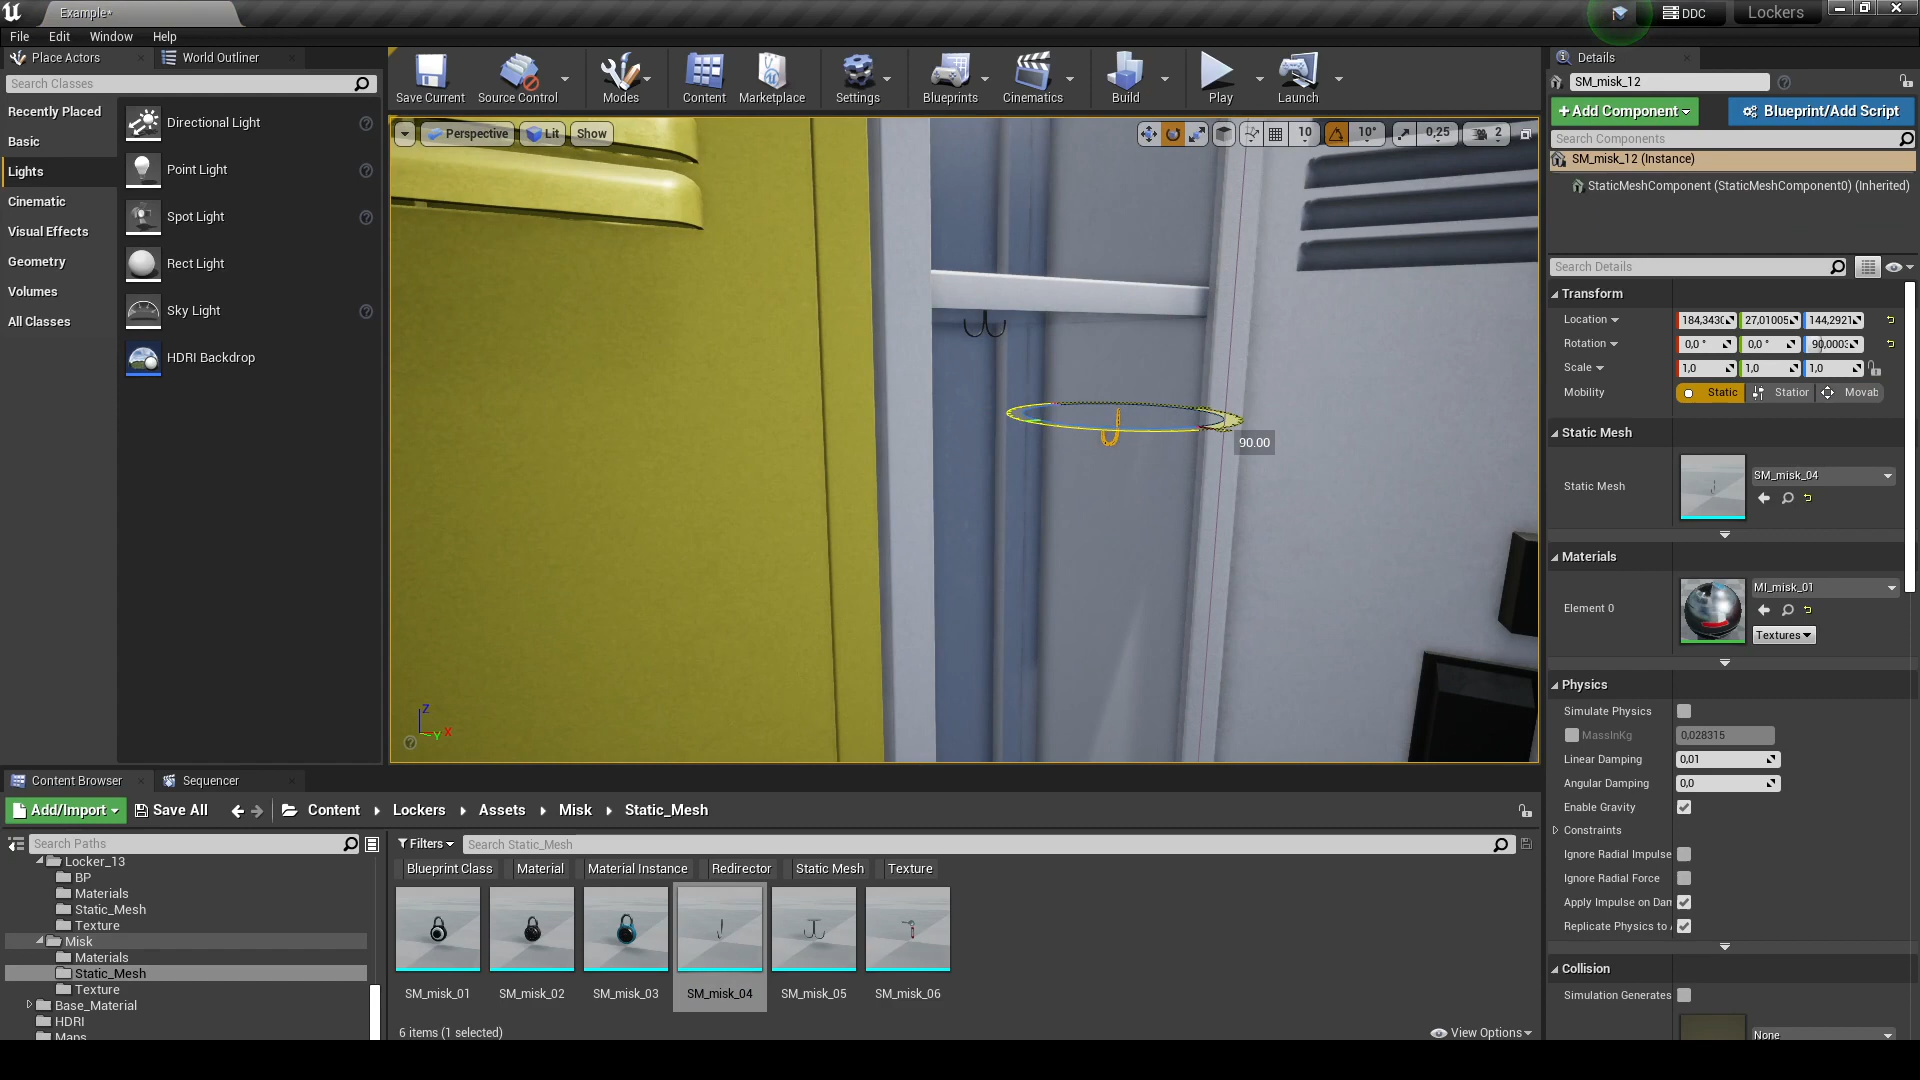 Example*
DDC
Lockers
File
Edit
Window
Help
Place Actors
World Outliner
Search Classes
Recently Placed
Basic
Lights
Cinematic
Visual Effects
Geometry
Volumes
All Classes
Directional Light
Point Light
Spot Light
Rect Light
Sky Light
HDRI Backdrop
Save Current
Source Control
Modes
Content
Marketplace
Settings
Blueprints
Cinematics
Build
Play
Launch
Perspective
Lit
Show
10
10°
0,25
2
90.00
Z
Y
X
Details
SM_misk_12
+Add Component
Blueprint/Add Script
Search Components
SM_misk_12 (Instance)
StaticMeshComponent (StaticMeshComponent0) (Inherited)
Search Details
Transform
Location
184,343
27,01005
144,2921
Rotation
0,0 °
0,0 °
90,0003
Scale
1,0
1,0
1,0
Mobility
Static
Station
Movab
Static Mesh
Static Mesh
SM_misk_04
Materials
Element 0
MI_misk_01
Textures
Physics
Simulate Physics
MassInKg
0,028315
Linear Damping
0,01
Angular Damping
0,0
Enable Gravity
Constraints
Ignore Radial Impulse
Ignore Radial Force
Apply Impulse on Dam
Replicate Physics to A
Collision
Simulation Generates
None
Content Browser
Sequencer
Add/Import
Save All
Content
Lockers
Assets
Misk
Static_Mesh
Search Paths
Locker_13
BP
Materials
Static_Mesh
Texture
Misk
Materials
Static_Mesh
Texture
Base_Material
HDRI
Maps
Filters
Search Static_Mesh
Blueprint Class
Material
Material Instance
Redirector
Static Mesh
Texture
SM_misk_01
SM_misk_02
SM_misk_03
SM_misk_04
SM_misk_05
SM_misk_06
6 items (1 selected)
View Options